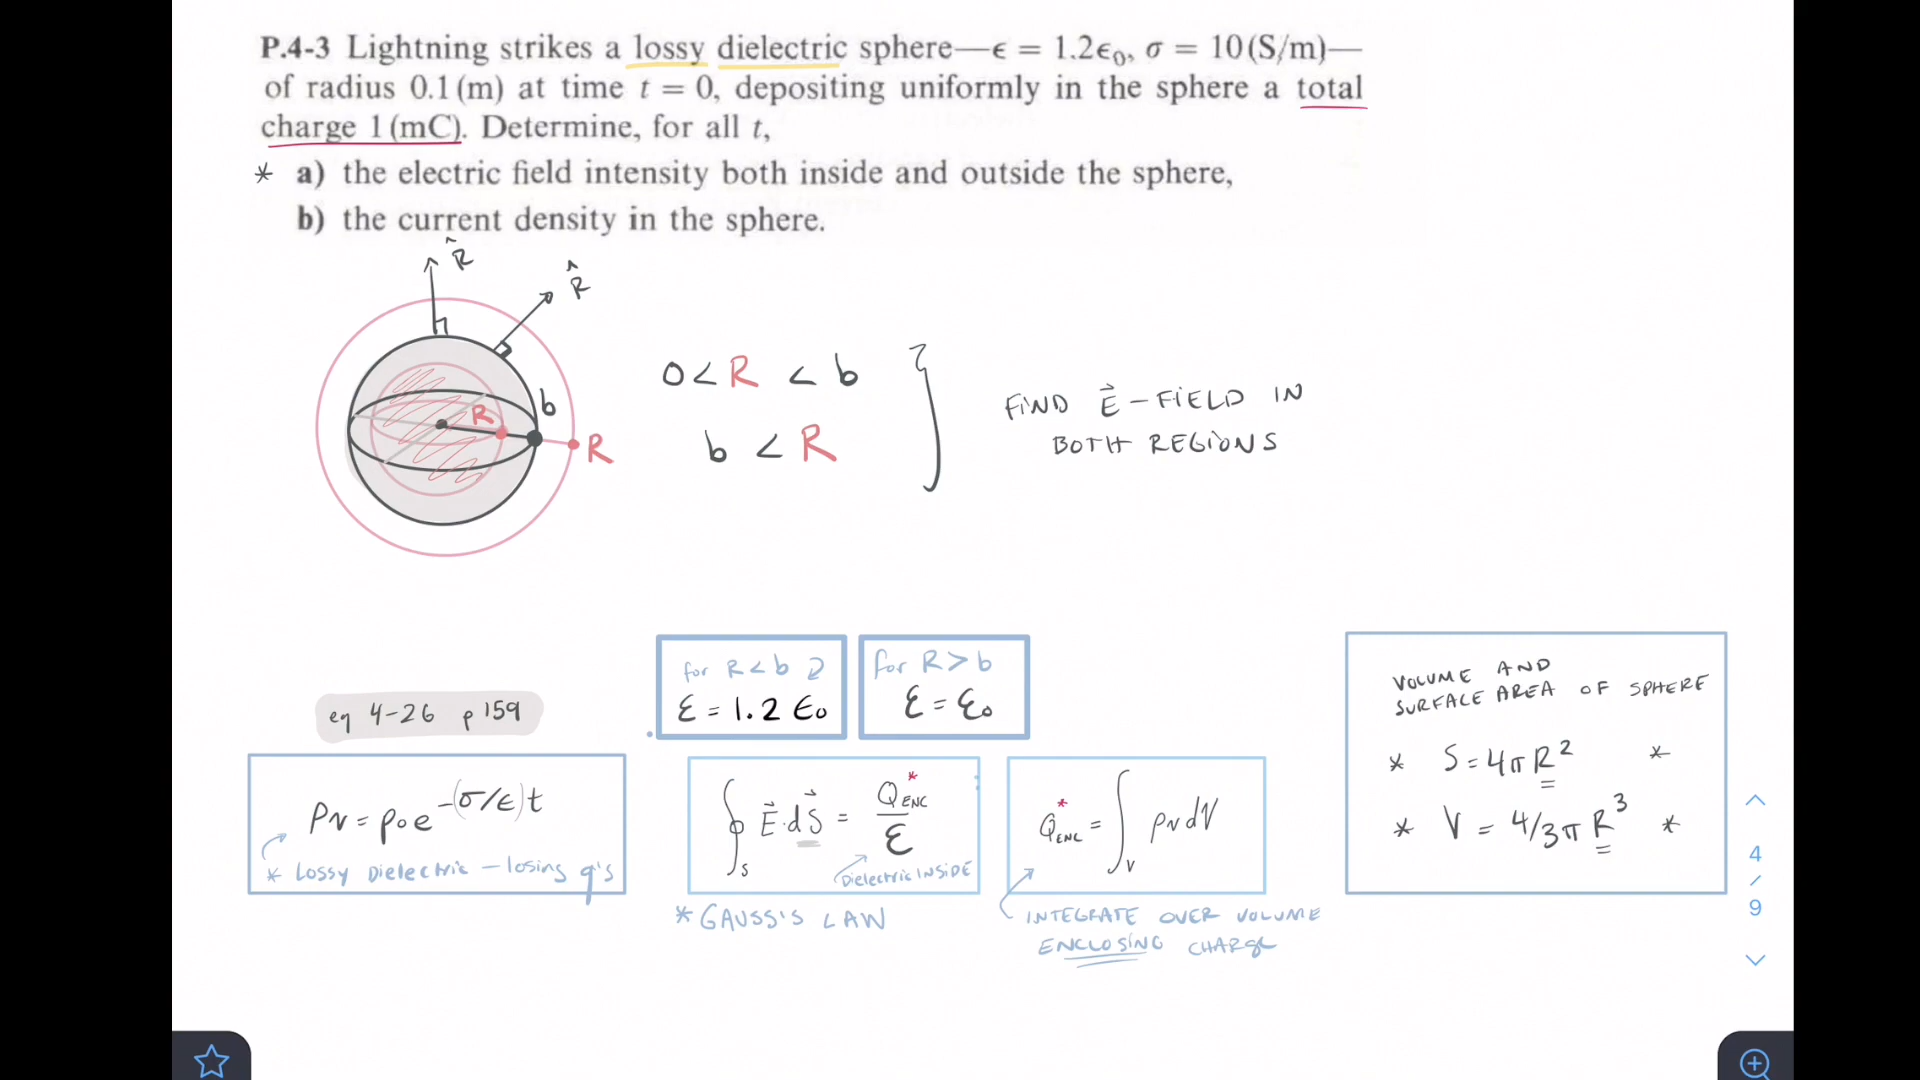 P.4-3 Lightning strikes a lossy dielectric sphere—ϵ = 1.2ϵ₀, σ = 10 (S/m)—
of radius 0.1 (m) at time t = 0, depositing uniformly in the sphere a total
charge 1 (mC). Determine, for all t,
* a) the electric field intensity both inside and outside the sphere,
b) the current density in the sphere.
R̂
R̂
b
R
R
0 < R < b
b < R
FIND E⃗ - FIELD IN
BOTH REGIONS
eq 4-26 p 159
for R < b
ε = 1.2 ϵ₀
for R > b
ε = ε₀
ρv = ρ₀e^-(σ/ϵ)t
* Lossy Dielectric - losing q's
∮s E⃗ · dS⃗ = Q*ENC / ε
Dielectric INSIDE
* GAUSS'S LAW
Q*ENC = ∫v ρv dV
INTEGRATE OVER VOLUME
ENCLOSING CHARGE
VOLUME AND
SURFACE AREA OF SPHERE
* S = 4πR² *
* V = 4/3πR³ *
4
/
9